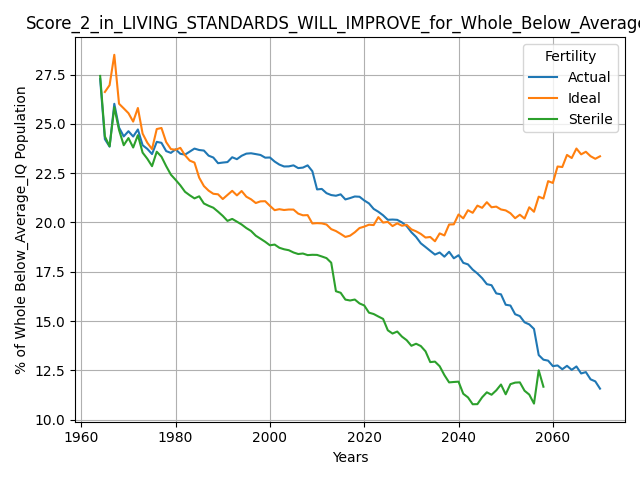 Score_2_in_LIVING_STANDARDS_WILL_IMPROVE_for_Whole_Below_Average
% of Whole Below_Average_IQ Population
27.5
25.0
22.5
20.0
17.5
15.0
12.5
10.0
Fertility
Actual
Ideal
Sterile
1960
1980
2000
2020
2040
2060
Years